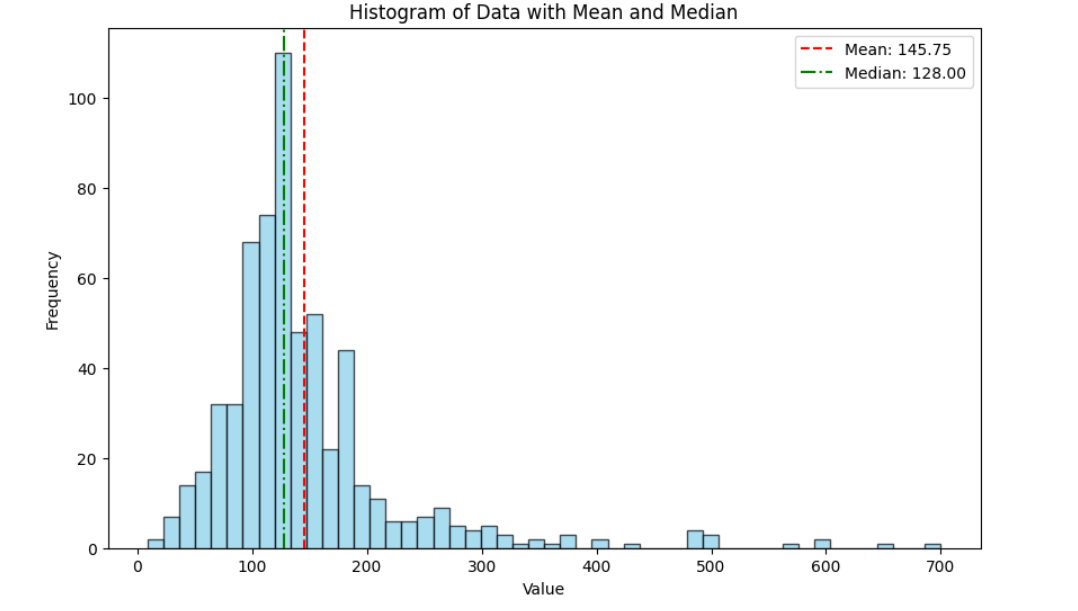 Histogram of Data with Mean and Median
Mean: 145.75
Median: 128.00
Frequency
100
80
60
40
20
0
0 100 200 300 400 500 600 700
Value